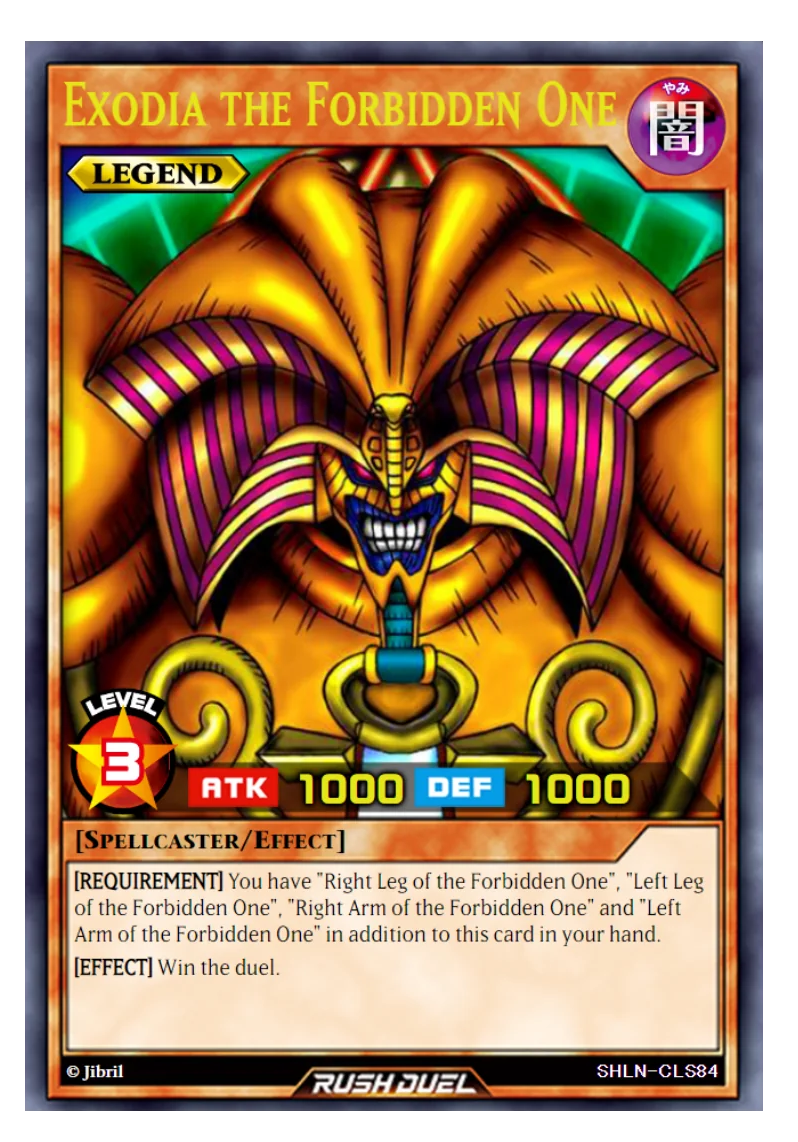 Exodia the Forbidden One
やみ
闇
LEGEND
LEVEL
3
ATK 1000 DEF 1000
[Spellcaster/Effect]
[REQUIREMENT] You have "Right Leg of the Forbidden One", "Left Leg
of the Forbidden One", "Right Arm of the Forbidden One" and "Left
Arm of the Forbidden One" in addition to this card in your hand.
[EFFECT] Win the duel.
© Jibril
RUSH DUEL
SHLN-CLS84